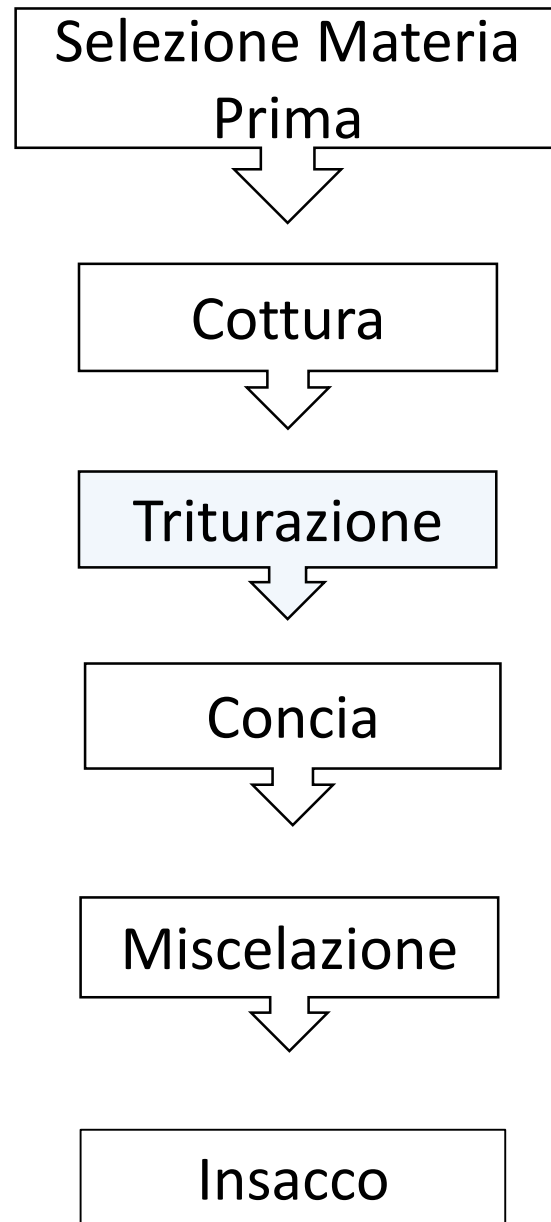 Selezione Materia
Prima
Cottura
Triturazione
Concia
Miscelazione
Insacco